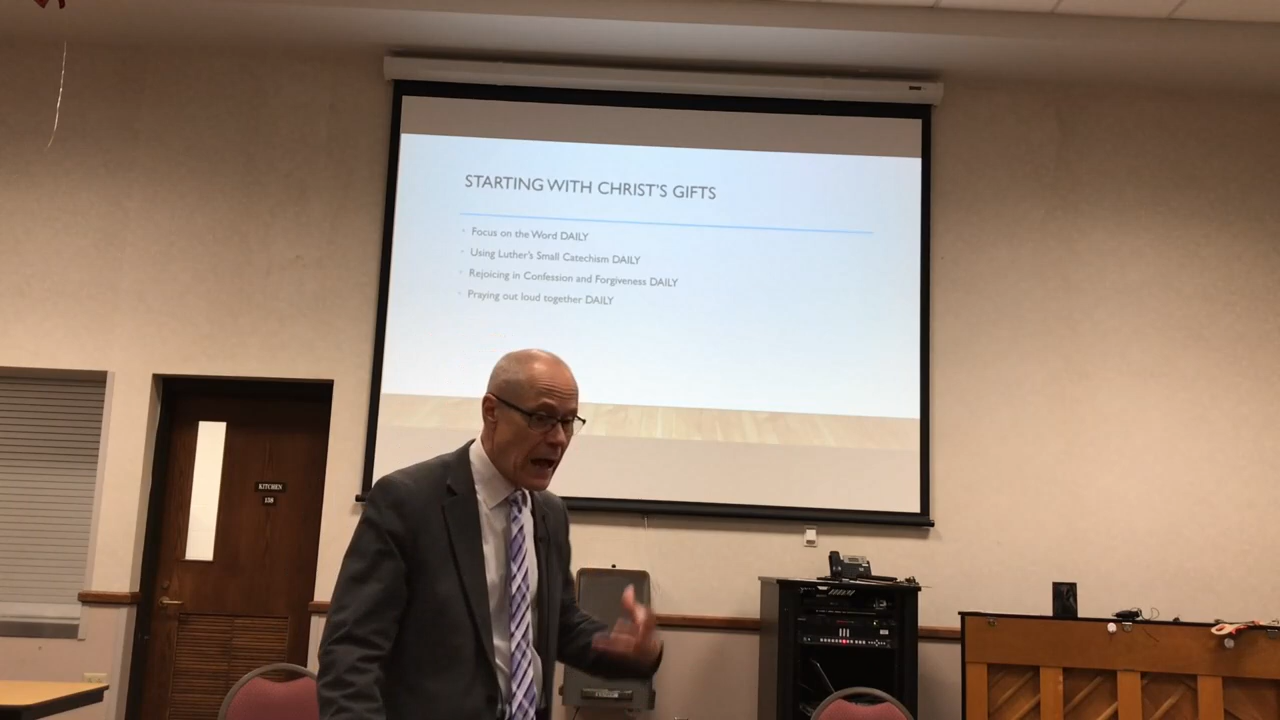 STARTING WITH CHRIST'S GIFTS
Focus on the Word DAILY
Using Luther's Small Catechism DAILY
Rejoicing in Confession and Forgiveness DAILY
Praying out loud together DAILY
KITCHEN
138